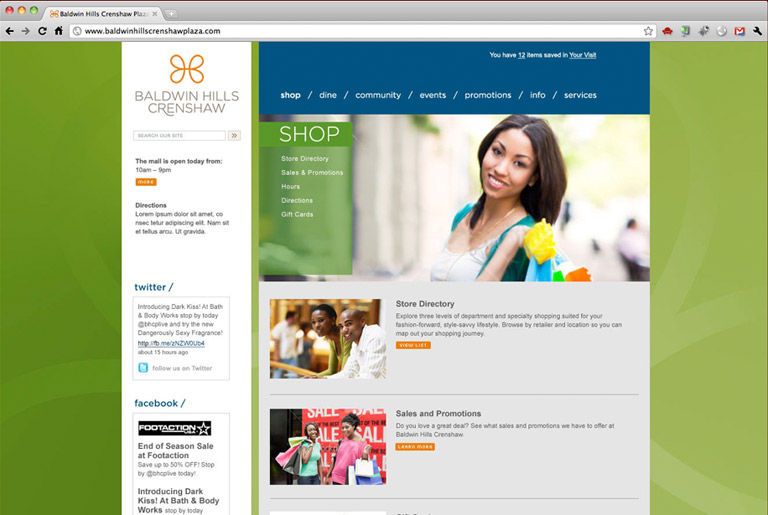 Baldwin Hills Crenshaw Plaza
www.baldwinhillscrenshawplaza.com
BALDWIN HILLS
CRENSHAW
SEARCH OUR SITE
The mall is open today from:
10am – 9pm
more
Directions
Lorem ipsum dolor sit amet, co
nsec tetur adipiscing elit. Nam sit
et tellus arcu. Ut gravida.
twitter /
Introducing Dark Kiss! At Bath
& Body Works stop by today
@bhcplive and try the new
Dangerously Sexy Fragrance!
http://fb.me/zNZW0Ub4
about 15 hours ago
follow us on Twitter
facebook /
FOOTACTION
USA
End of Season Sale
at Footaction
Save up to 50% OFF! Stop
by @bhcplive today!
Introducing Dark
Kiss! At Bath & Body
Works stop by today
You have 12 items saved in Your Visit
shop / dine / community / events / promotions / info / services
SHOP
Store Directory
Sales & Promotions
Hours
Directions
Gift Cards
Store Directory
Explore three levels of department and specialty shopping suited for your
fashion-forward, style-savvy lifestyle. Browse by retailer and location so you can
map out your shopping journey.
VIEW LIST
Sales and Promotions
Do you love a great deal? See what sales and promotions we have to offer at
Baldwin Hills Crenshaw.
Learn more